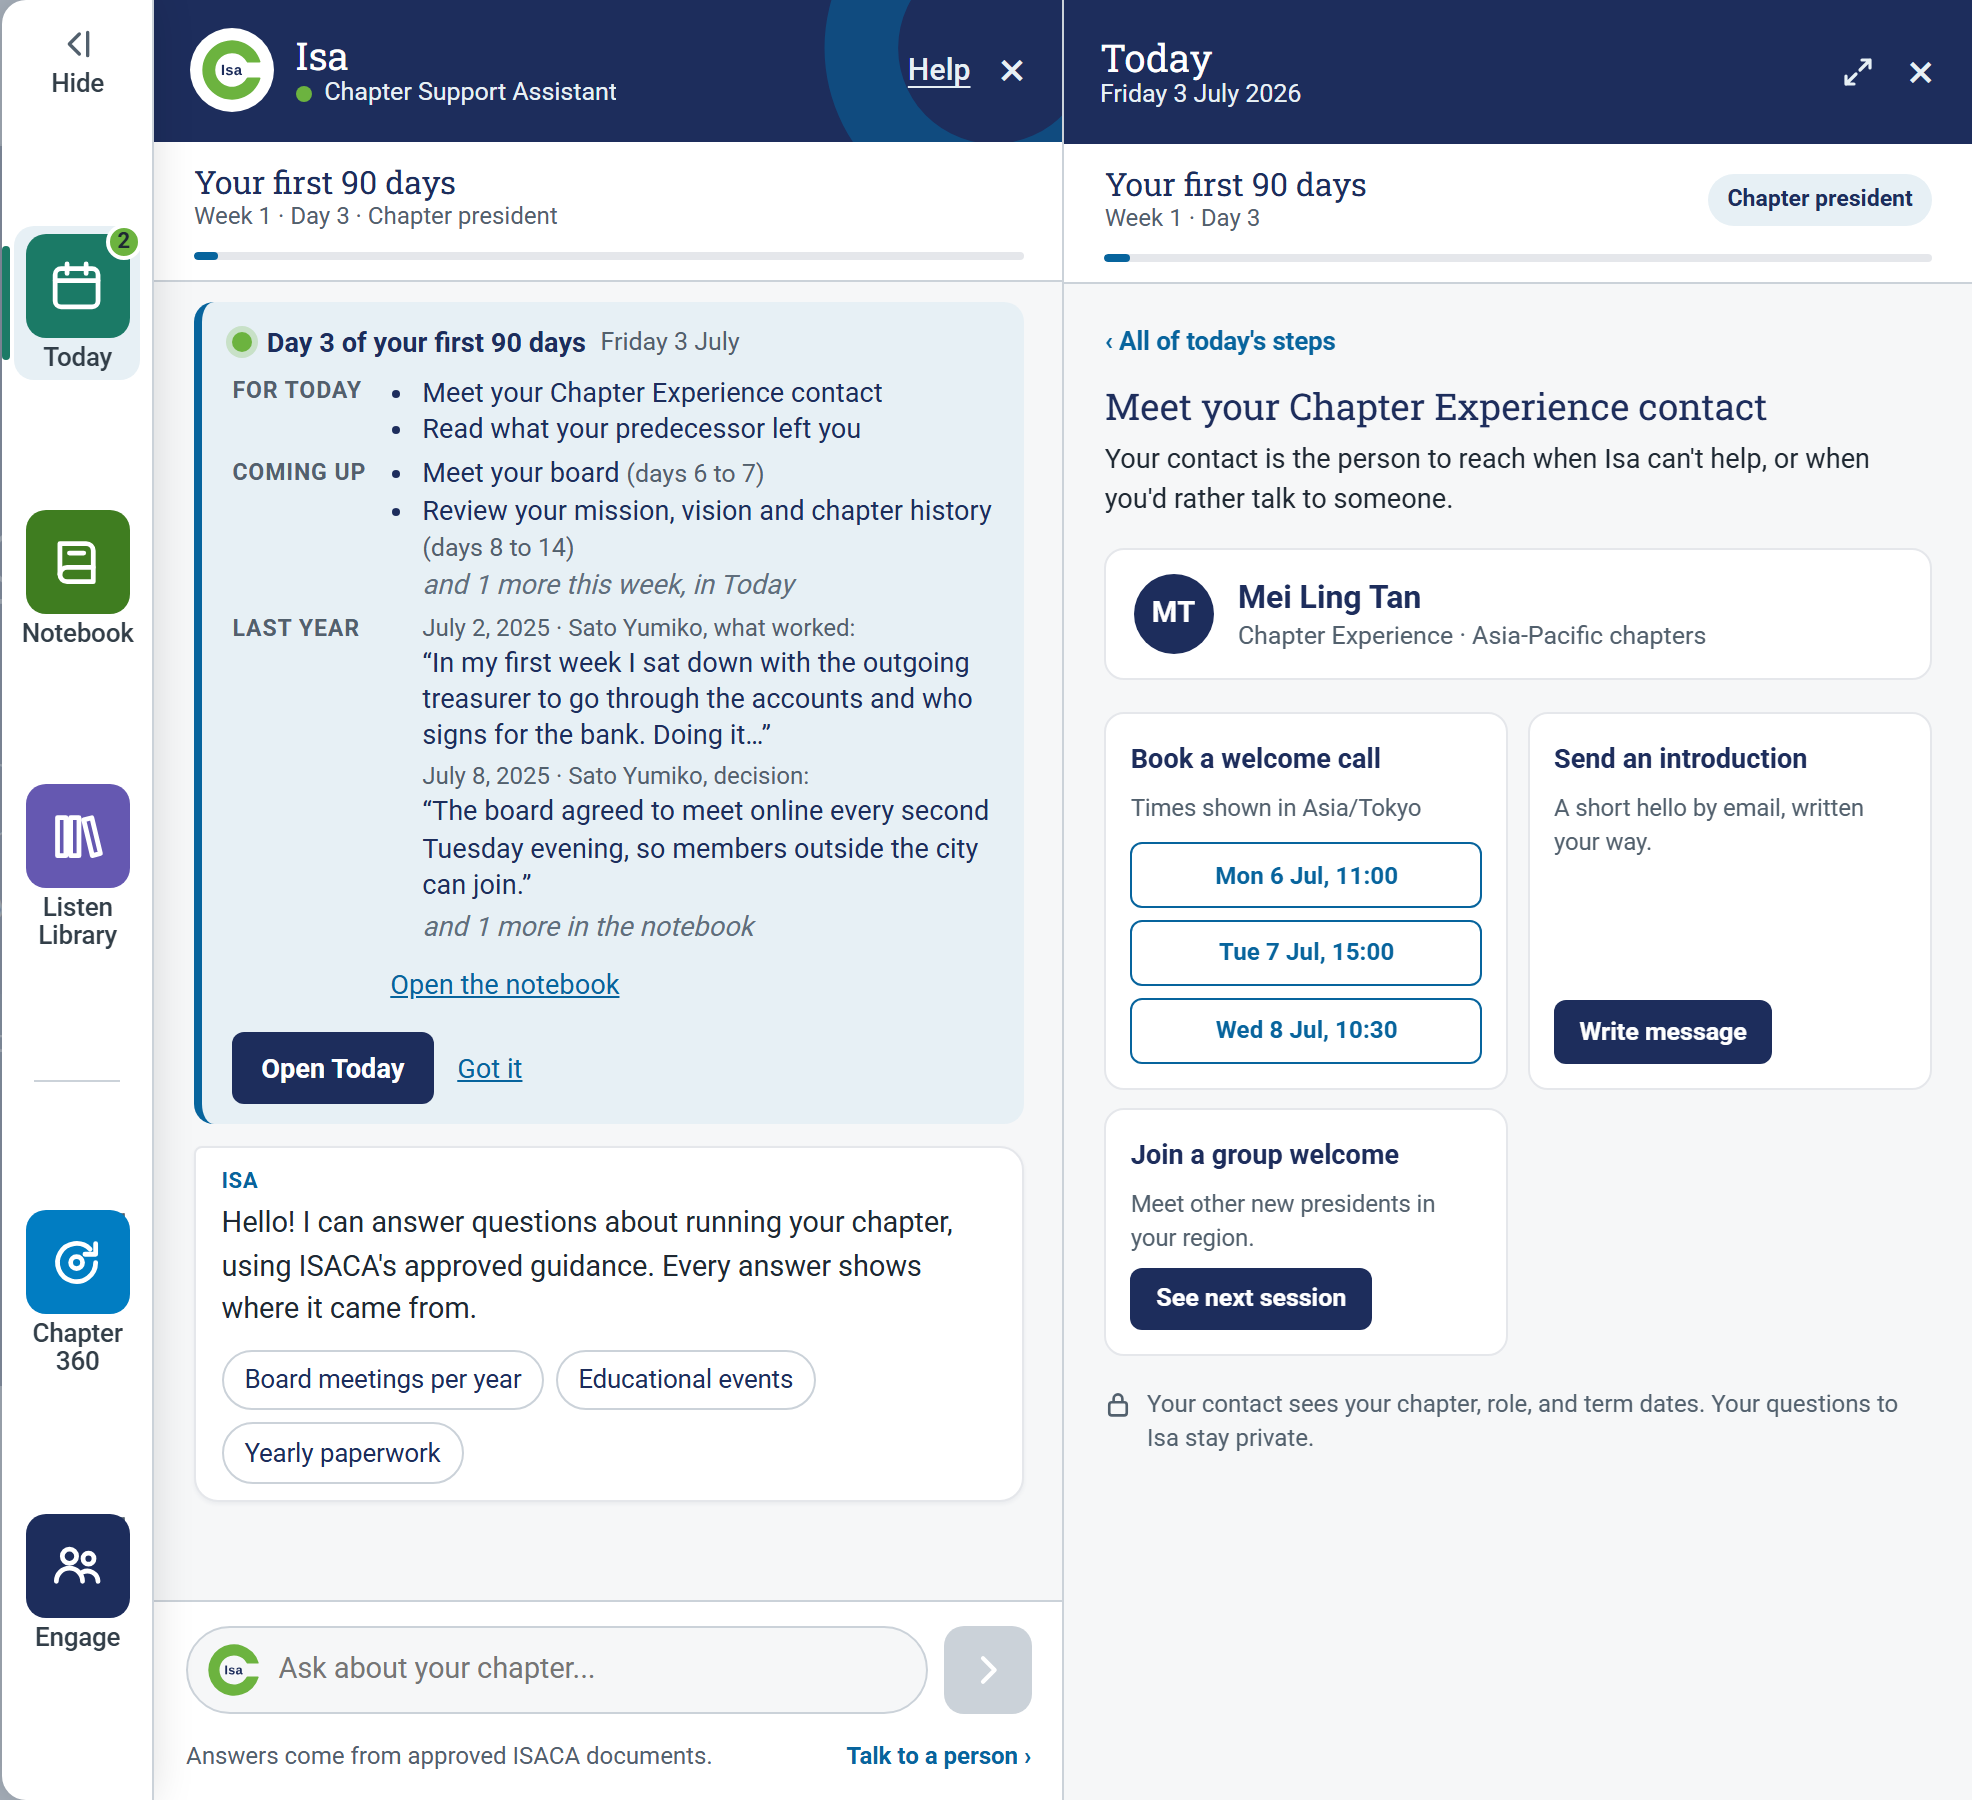 Hide
Today
2
Notebook
Listen
Library
Chapter
360
Engage
Isa
Isa
Chapter Support Assistant
Help
Your first 90 days
Week 1 · Day 3 · Chapter president
Day 3 of your first 90 days Friday 3 July
FOR TODAY
• Meet your Chapter Experience contact
• Read what your predecessor left you
COMING UP
• Meet your board (days 6 to 7)
• Review your mission, vision and chapter history
(days 8 to 14)
and 1 more this week, in Today
LAST YEAR
July 2, 2025 · Sato Yumiko, what worked:
“In my first week I sat down with the outgoing
treasurer to go through the accounts and who
signs for the bank. Doing it…”
July 8, 2025 · Sato Yumiko, decision:
“The board agreed to meet online every second
Tuesday evening, so members outside the city
can join.”
and 1 more in the notebook
Open the notebook
Open Today
Got it
ISA
Hello! I can answer questions about running your chapter,
using ISACA's approved guidance. Every answer shows
where it came from.
Board meetings per year
Educational events
Yearly paperwork
Isa
Ask about your chapter...
Answers come from approved ISACA documents.
Talk to a person ›
Today
Friday 3 July 2026
Your first 90 days
Week 1 · Day 3
Chapter president
‹ All of today's steps
Meet your Chapter Experience contact
Your contact is the person to reach when Isa can't help, or when
you'd rather talk to someone.
MT
Mei Ling Tan
Chapter Experience · Asia-Pacific chapters
Book a welcome call
Times shown in Asia/Tokyo
Mon 6 Jul, 11:00
Tue 7 Jul, 15:00
Wed 8 Jul, 10:30
Send an introduction
A short hello by email, written
your way.
Write message
Join a group welcome
Meet other new presidents in
your region.
See next session
Your contact sees your chapter, role, and term dates. Your questions to
Isa stay private.